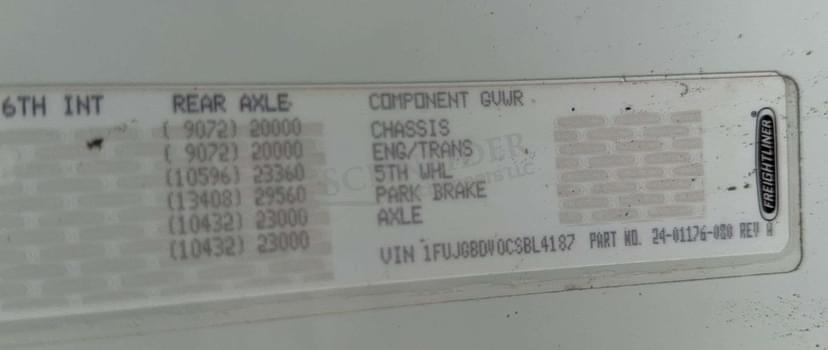 6TH INT REAR AXLE COMPONENT GVWR
( 9072) 20000 CHASSIS
( 9072) 20000 ENG/TRANS
(10596) 23360 5TH WHL
(13408) 29560 PARK BRAKE
(10432) 23000 AXLE
(10432) 23000
VIN 1FUJGBDV0CSBL4187 PART NO. 24-01176-080 REV A
FREIGHTLINER